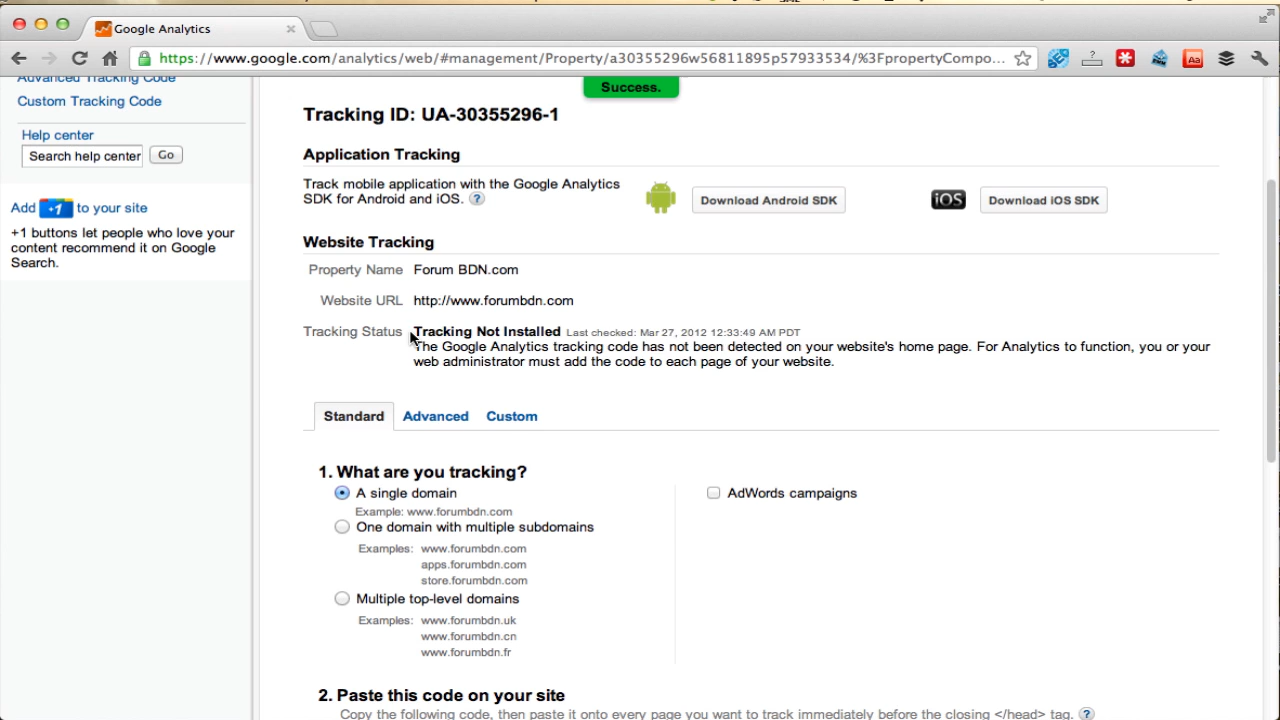 Google Analytics
https://www.google.com/analytics/web/#management/Property/a30355296w56811895p57933534/%3FpropertyCompo...
Advanced Tracking Code
Custom Tracking Code
Help center
Search help center Go
Add +1 to your site
+1 buttons let people who love your
content recommend it on Google
Search.
Success.
Tracking ID: UA-30355296-1
Application Tracking
Track mobile application with the Google Analytics
SDK for Android and iOS. ?
Download Android SDK
iOS Download iOS SDK
Website Tracking
Property Name Forum BDN.com
Website URL http://www.forumbdn.com
Tracking Status Tracking Not Installed Last checked: Mar 27, 2012 12:33:49 AM PDT
The Google Analytics tracking code has not been detected on your website's home page. For Analytics to function, you or your
web administrator must add the code to each page of your website.
Standard Advanced Custom
1. What are you tracking?
A single domain
Example: www.forumbdn.com
One domain with multiple subdomains
Examples: www.forumbdn.com
apps.forumbdn.com
store.forumbdn.com
Multiple top-level domains
Examples: www.forumbdn.uk
www.forumbdn.cn
www.forumbdn.fr
AdWords campaigns
2. Paste this code on your site
Copy the following code, then paste it onto every page you want to track immediately before the closing </head> tag. ?